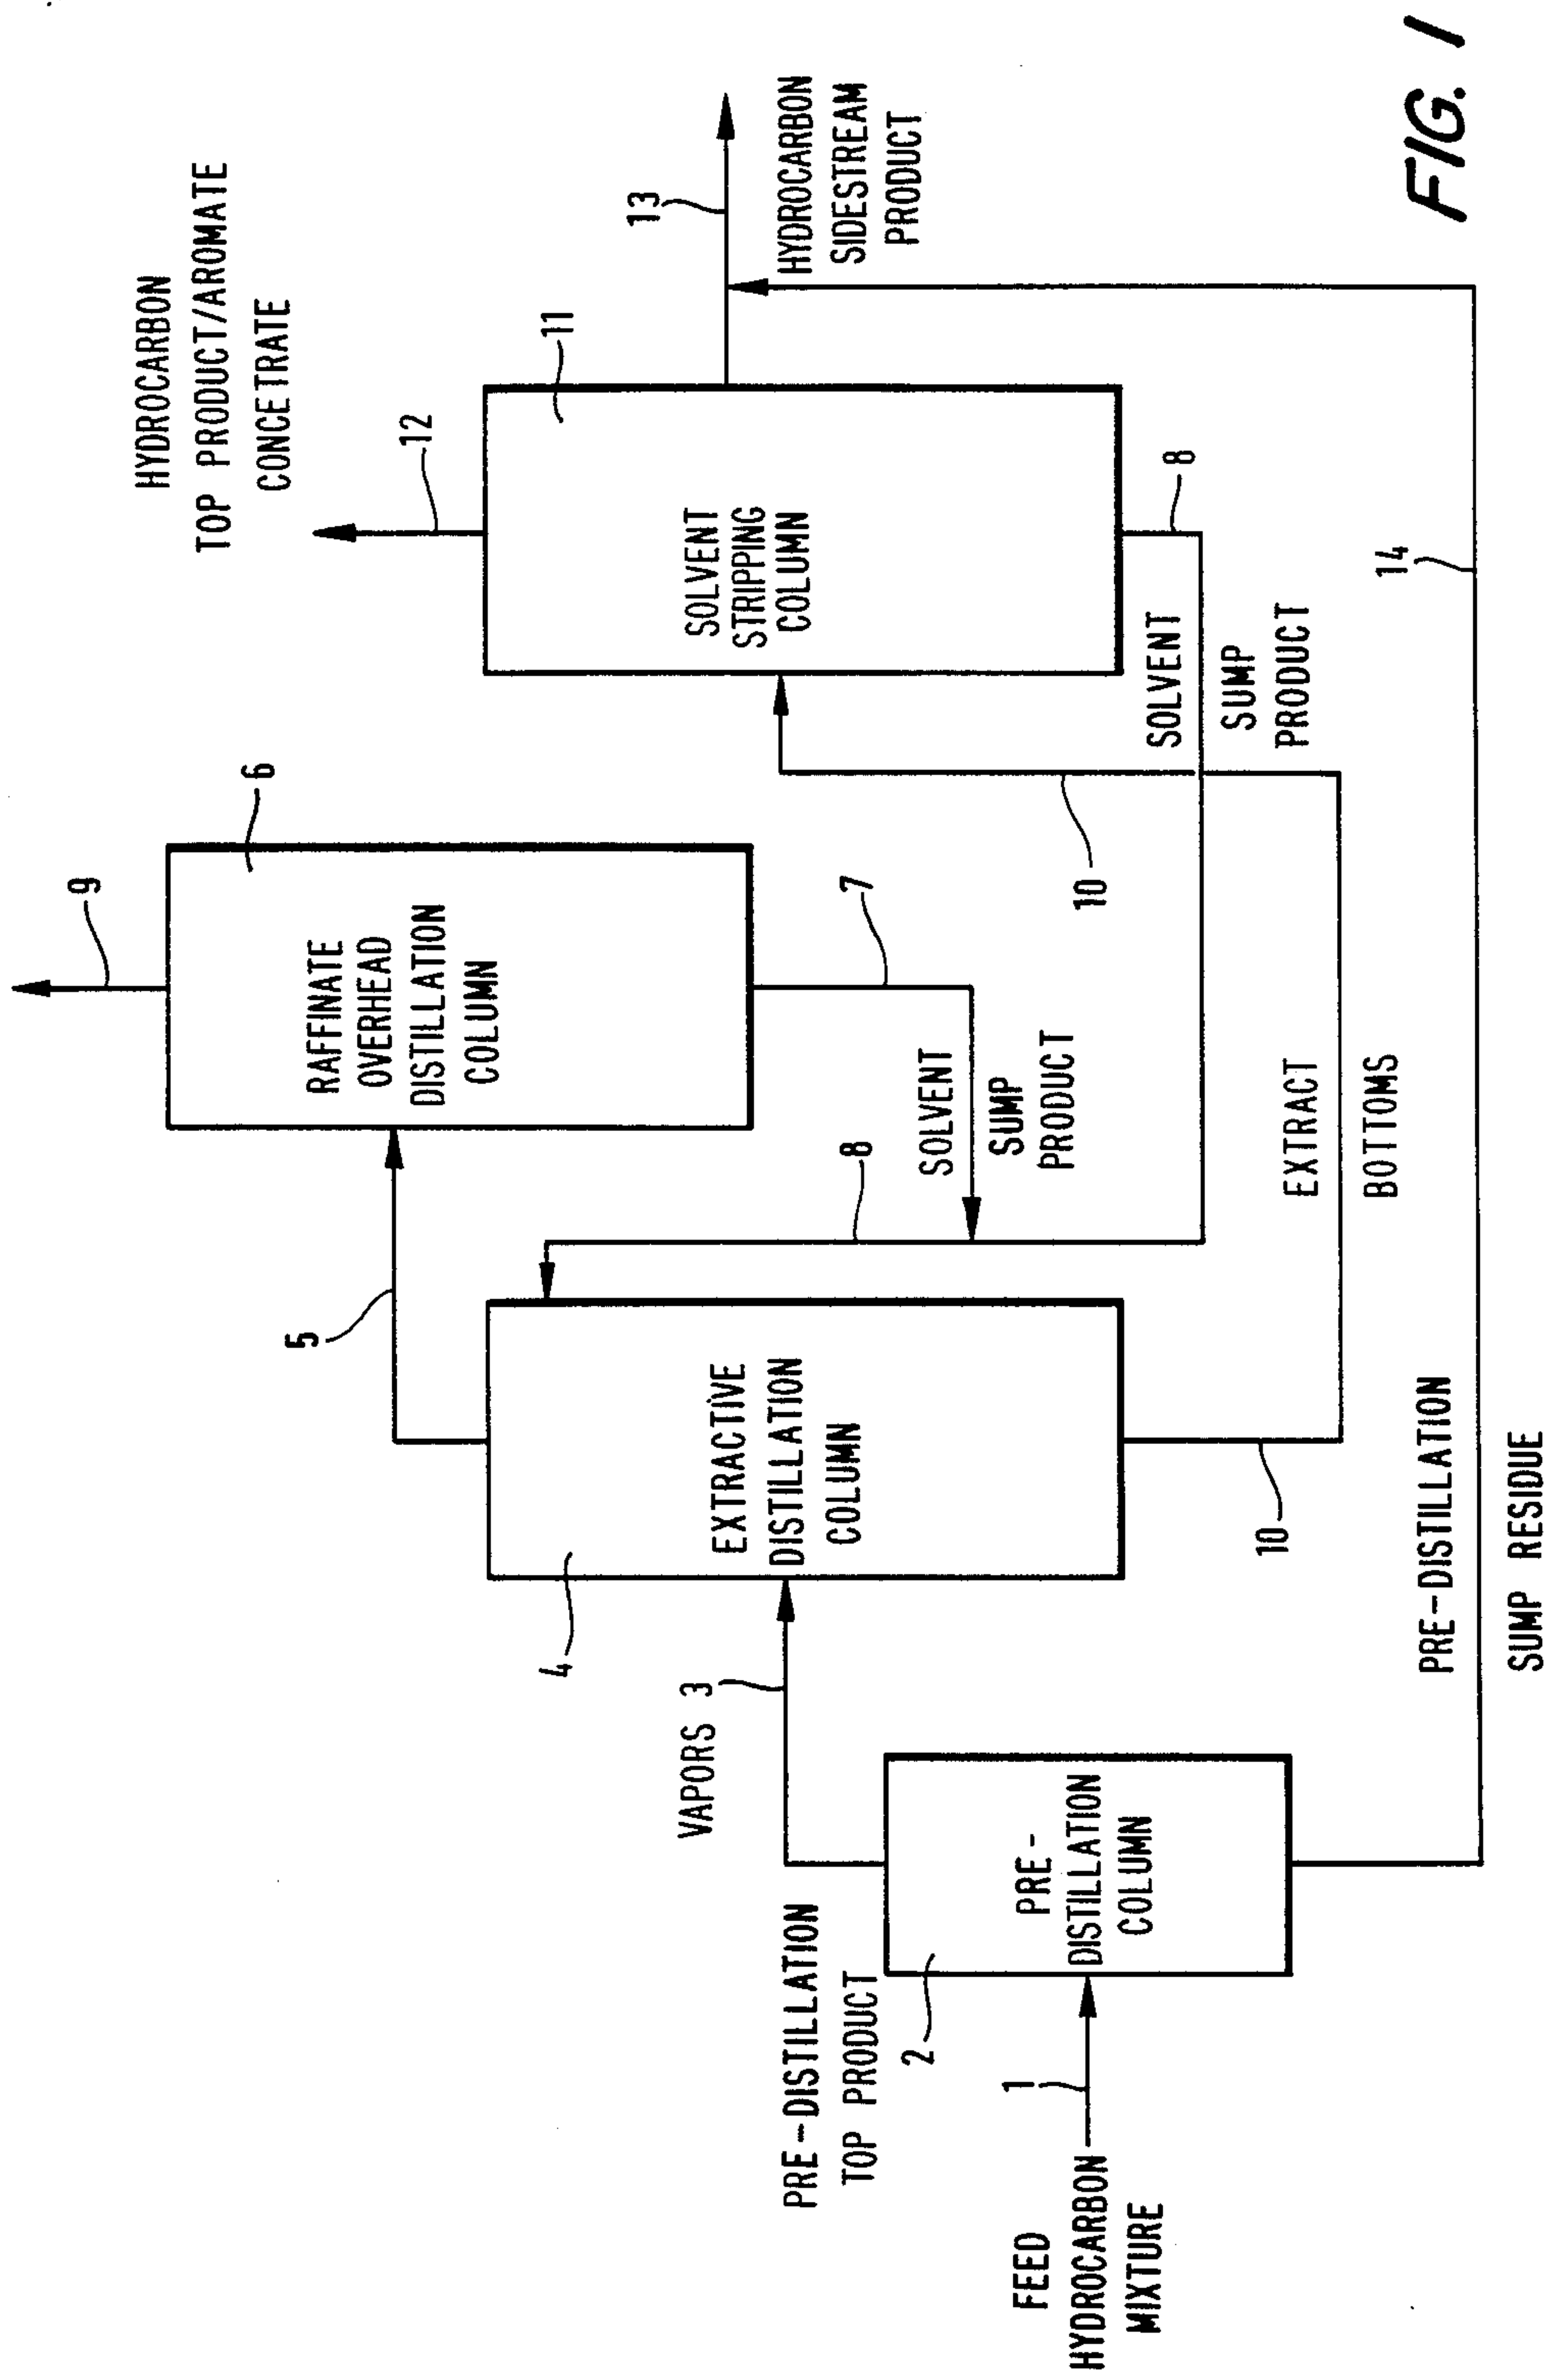 HYDROCARBON
TOP PRODUCT/AROMATE
CONCETRATE
9
6
12
11
13
HYDROCARBON
SIDESTREAM
PRODUCT
RAFFINATE
OVERHEAD
DISTILLATION
COLUMN
5
SOLVENT
STRIPPING
COLUMN
7
8
SOLVENT
SUMP
PRODUCT
10
8
SOLVENT
SUMP
PRODUCT
4
EXTRACTIVE
DISTILLATION
COLUMN
VAPORS 3
10
EXTRACT
BOTTOMS
14
PRE-DISTILLATION
TOP PRODUCT
2
PRE-
DISTILLATION
COLUMN
1
FEED
HYDROCARBON
MIXTURE
PRE-DISTILLATION
SUMP RESIDUE
FIG. 1